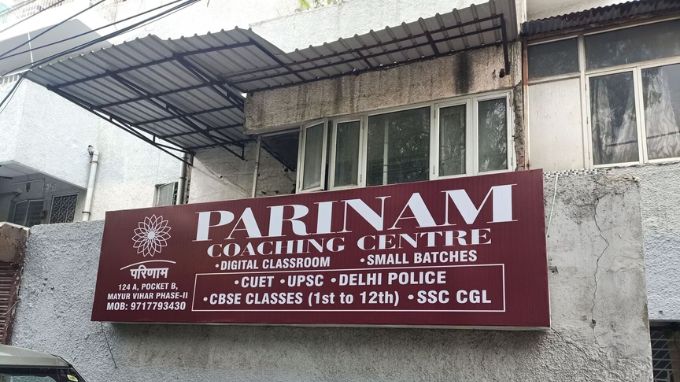 PARINAM
COACHING CENTRE
•DIGITAL CLASSROOM •SMALL BATCHES
•CUET •UPSC •DELHI POLICE
•CBSE CLASSES (1st to 12th) •SSC CGL
परिणाम
124 A, POCKET B,
MAYUR VIHAR PHASE-II
MOB: 9717793430